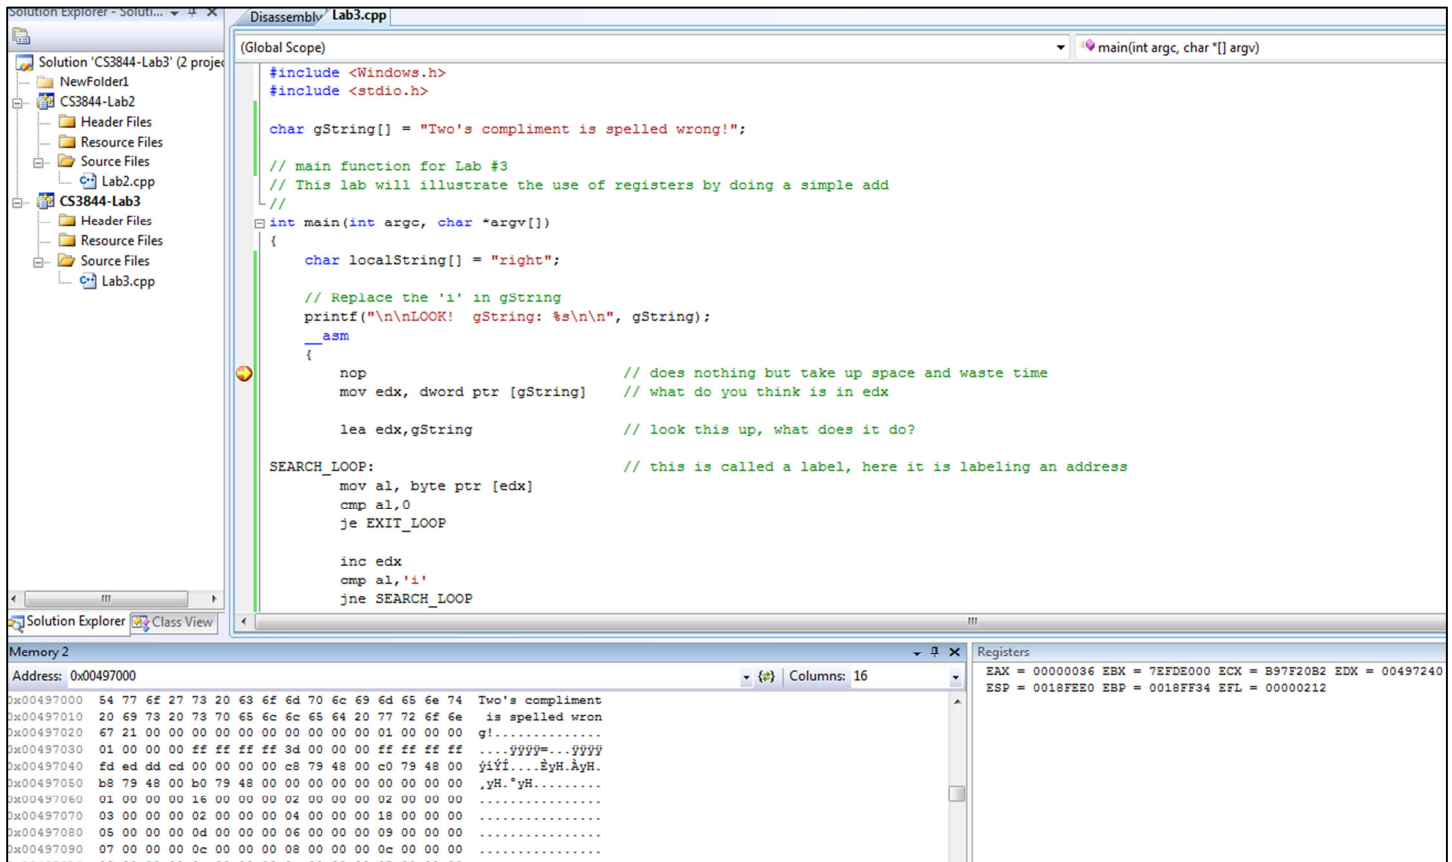 Solution Explorer - Soluti...
Solution 'CS3844-Lab3' (2 projec
NewFolder1
CS3844-Lab2
Header Files
Resource Files
Source Files
Lab2.cpp
CS3844-Lab3
Header Files
Resource Files
Source Files
Lab3.cpp
Solution Explorer Class View
Disassembly Lab3.cpp
(Global Scope) main(int argc, char *[] argv)
#include <Windows.h>
#include <stdio.h>
char gString[] = "Two's compliment is spelled wrong!";
// main function for Lab #3
// This lab will illustrate the use of registers by doing a simple add
//
int main(int argc, char *argv[])
{
char localString[] = "right";
// Replace the 'i' in gString
printf("\n\nLOOK!  gString: %s\n\n", gString);
__asm
{
nop // does nothing but take up space and waste time
mov edx, dword ptr [gString] // what do you think is in edx
lea edx,gString // look this up, what does it do?
SEARCH_LOOP: // this is called a label, here it is labeling an address
mov al, byte ptr [edx]
cmp al,0
je EXIT_LOOP
inc edx
cmp al,'i'
jne SEARCH_LOOP
Memory 2
Address: 0x00497000 Columns: 16
0x00497000 54 77 6f 27 73 20 63 6f 6d 70 6c 69 6d 65 6e 74 Two's compliment
0x00497010 20 69 73 20 73 70 65 6c 6c 65 64 20 77 72 6f 6e  is spelled wron
0x00497020 67 21 00 00 00 00 00 00 00 00 00 00 01 00 00 00 g!..............
0x00497030 01 00 00 00 ff ff ff ff 3d 00 00 00 ff ff ff ff ....ÿÿÿÿ=...ÿÿÿÿ
0x00497040 fd ed dd cd 00 00 00 00 c8 79 48 00 c0 79 48 00 ýíÝÍ....ÈyH.ÀyH.
0x00497050 b8 79 48 00 b0 79 48 00 00 00 00 00 00 00 00 00 ¸yH.°yH.........
0x00497060 01 00 00 00 16 00 00 00 02 00 00 00 02 00 00 00 ................
0x00497070 03 00 00 00 02 00 00 00 04 00 00 00 18 00 00 00 ................
0x00497080 05 00 00 00 0d 00 00 00 06 00 00 00 09 00 00 00 ................
0x00497090 07 00 00 00 0c 00 00 00 08 00 00 00 0c 00 00 00 ................
Registers
EAX = 00000036 EBX = 7EFDE000 ECX = B97F20B2 EDX = 00497240
ESP = 0018FEE0 EBP = 0018FF34 EFL = 00000212